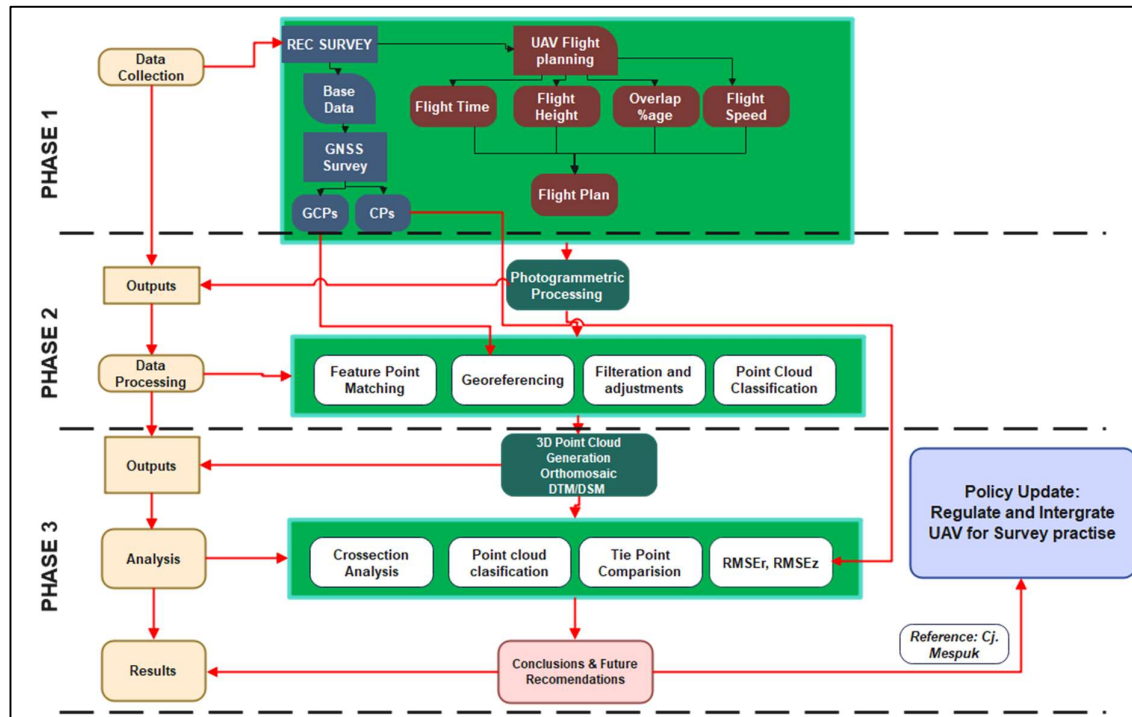 PHASE 1
Data
Collection
REC SURVEY
Base
Data
GNSS
Survey
GCPs
CPs
UAV Flight
planning
Flight Time
Flight
Height
Overlap
%age
Flight
Speed
Flight Plan
PHASE 2
Outputs
Photogrammetric
Processing
Data
Processing
Feature Point
Matching
Georeferencing
Filteration and
adjustments
Point Cloud
Classification
PHASE 3
Outputs
3D Point Cloud
Generation
Orthomosaic
DTM/DSM
Analysis
Crossection
Analysis
Point cloud
clasification
Tie Point
Comparision
RMSEr, RMSEz
Results
Conclusions & Future
Recomendations
Reference: Cj.
Mespuk
Policy Update:
Regulate and Intergrate
UAV for Survey practise